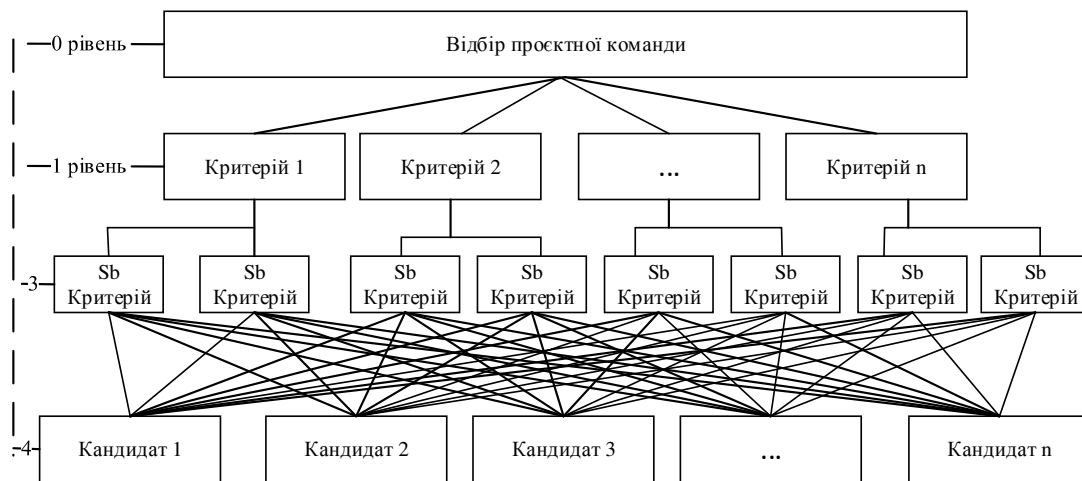 0 рівень
Відбір проєктної команди
1 рівень
Критерій 1
Критерій 2
...
Критерій n
3
Sb
Критерій
Sb
Критерій
Sb
Критерій
Sb
Критерій
Sb
Критерій
Sb
Критерій
Sb
Критерій
Sb
Критерій
4
Кандидат 1
Кандидат 2
Кандидат 3
...
Кандидат n